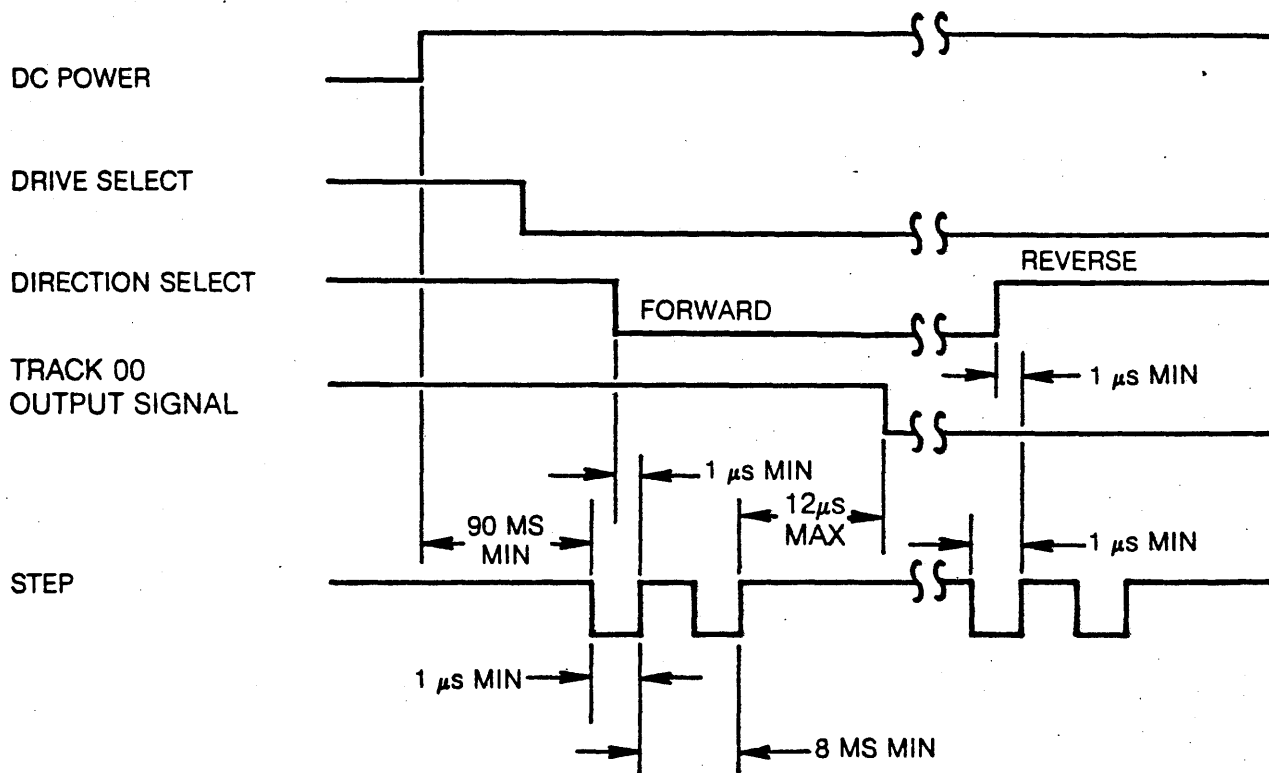 DC POWER
DRIVE SELECT
DIRECTION SELECT
REVERSE
FORWARD
TRACK 00
OUTPUT SIGNAL
1 μs MIN
1 μs MIN
90 MS
MIN
12μs
MAX
1 μs MIN
STEP
1 μs MIN
8 MS MIN